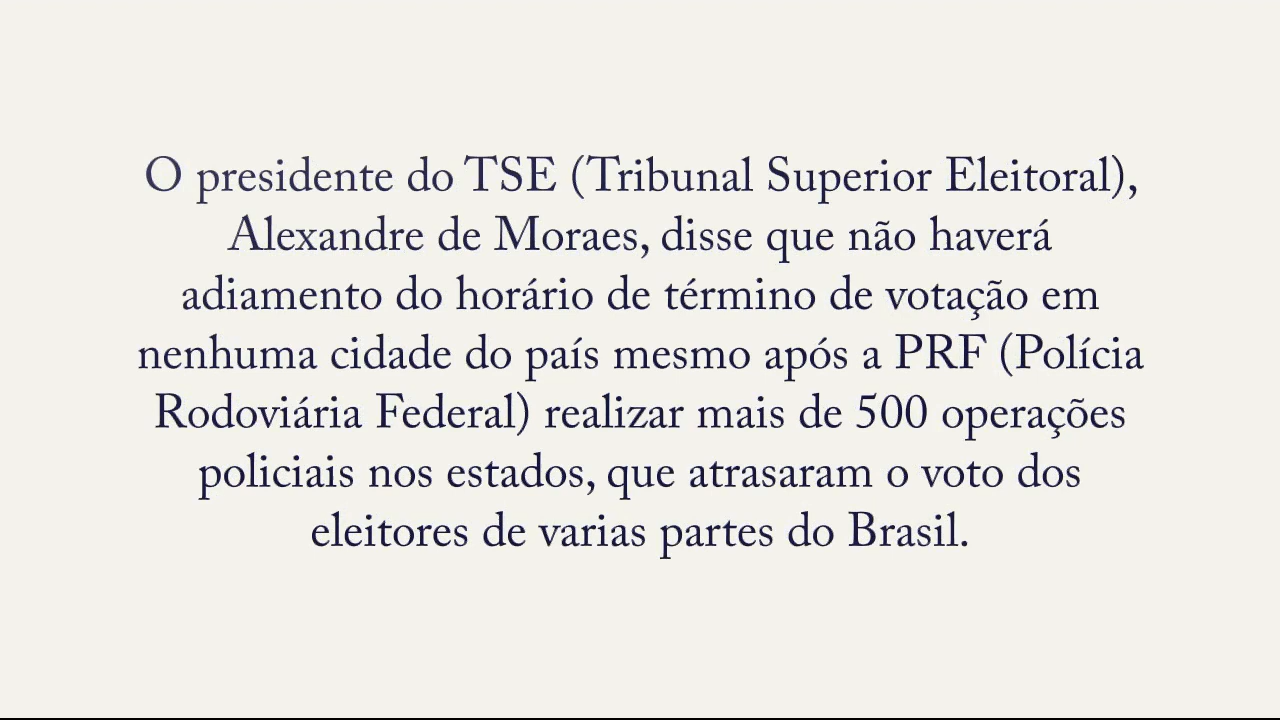 O presidente do TSE (Tribunal Superior Eleitoral),
Alexandre de Moraes, disse que não haverá
adiamento do horário de término de votação em
nenhuma cidade do país mesmo após a PRF (Polícia
Rodoviária Federal) realizar mais de 500 operações
policiais nos estados, que atrasaram o voto dos
eleitores de varias partes do Brasil.